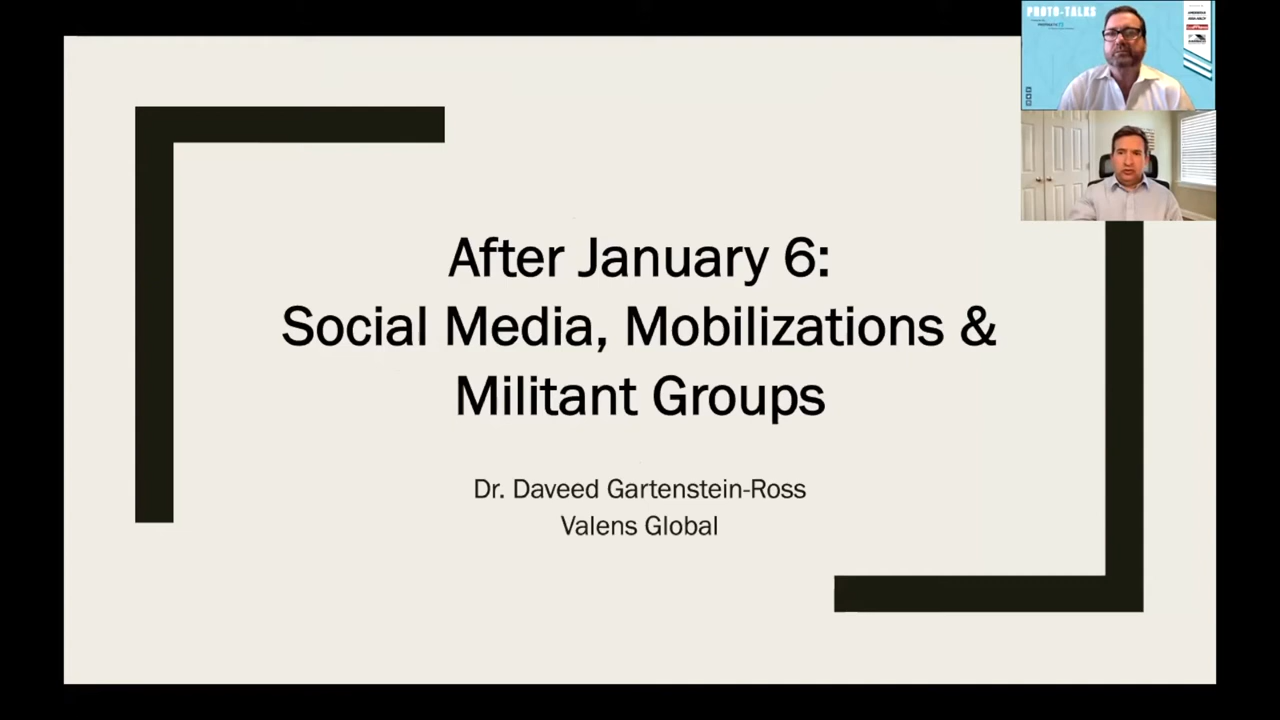 PROTO-TALKS
After January 6:
Social Media, Mobilizations &
Militant Groups
Dr. Daveed Gartenstein-Ross
Valens Global